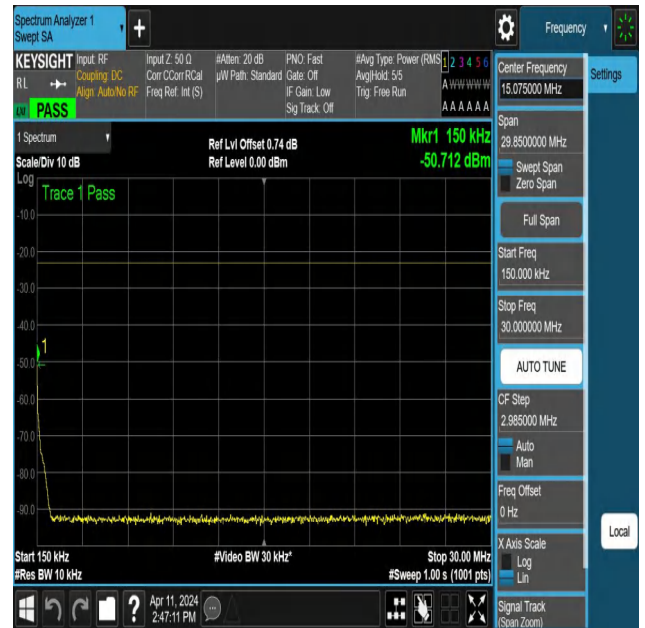 Spectrum Analyzer 1
Swept SA
Frequency
KEYSIGHT
RL
LXI
PASS
Input: RF
Coupling: DC
Align: Auto/No RF
Input Z: 50 Ω
Corr CCorr RCal
Freq Ref: Int (S)
#Atten: 20 dB
µW Path: Standard
PNO: Fast
Gate: Off
IF Gain: Low
Sig Track: Off
#Avg Type: Power (RMS
Avg|Hold: 5/5
Trig: Free Run
1 2 3 4 5 6
A W W W W W
A A A A A A
1 Spectrum
Scale/Div 10 dB
Ref Lvl Offset 0.74 dB
Ref Level 0.00 dBm
Mkr1 150 kHz
-50.712 dBm
Log
Trace 1 Pass
-10.0
-20.0
-30.0
-40.0
1
-50.0
-60.0
-70.0
-80.0
-90.0
Start 150 kHz
#Res BW 10 kHz
#Video BW 30 kHz*
Stop 30.00 MHz
#Sweep 1.00 s (1001 pts)
Apr 11, 2024
2:47:11 PM
Center Frequency
15.075000 MHz
Settings
Span
29.8500000 MHz
Swept Span
Zero Span
Full Span
Start Freq
150.000 kHz
Stop Freq
30.000000 MHz
AUTO TUNE
CF Step
2.985000 MHz
Auto
Man
Freq Offset
0 Hz
X Axis Scale
Log
Lin
Local
Signal Track
(Span Zoom)